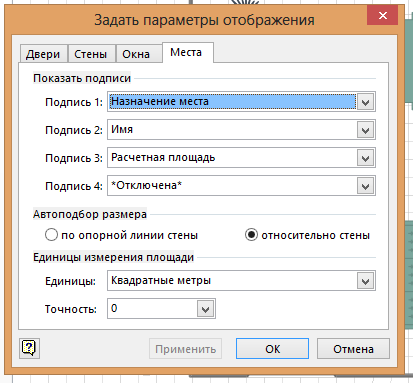 Задать параметры отображения
Двери Стены Окна Места
Показать подписи
Подпись 1: Назначение места
Подпись 2: Имя
Подпись 3: Расчетная площадь
Подпись 4: *Отключена*
Автоподбор размера
по опорной линии стены относительно стены
Единицы измерения площади
Единицы: Квадратные метры
Точность: 0
Применить ОК Отмена